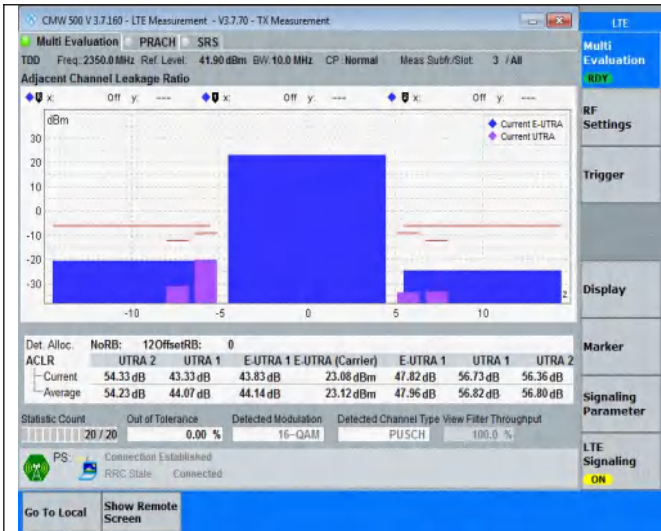 CMW 500 V 3.7.160 - LTE Measurement - V3.7.70 - TX Measurement
LTE
Multi Evaluation PRACH SRS
TDD Freq.:2350.0 MHz Ref. Level: 41.90 dBm BW:10.0 MHz CP :Normal Meas Subfr./Slot: 3 /All
Adjacent Channel Leakage Ratio
x: Off y: --- x: Off y: --- x: Off y: ---
dBm
Current E-UTRA
Current UTRA
30
20
10
0
-10
-20
-30
-10 -5 0 5 10
Det. Alloc. NoRB: 12 OffsetRB: 0
ACLR UTRA 2 UTRA 1 E-UTRA 1 E-UTRA (Carrier) E-UTRA 1 UTRA 1 UTRA 2
Current 54.33 dB 43.33 dB 43.83 dB 23.08 dBm 47.82 dB 56.73 dB 56.36 dB
Average 54.23 dB 44.07 dB 44.14 dB 23.12 dBm 47.96 dB 56.82 dB 56.80 dB
Statistic Count Out of Tolerance Detected Modulation Detected Channel Type View Filter Throughput
20 / 20 0.00 % 16-QAM PUSCH 100.0 %
PS: Connection Established
RRC State Connected
Multi
Evaluation
RDY
RF
Settings
Trigger
Display
Marker
Signaling
Parameter
LTE
Signaling
ON
Go To Local
Show Remote
Screen